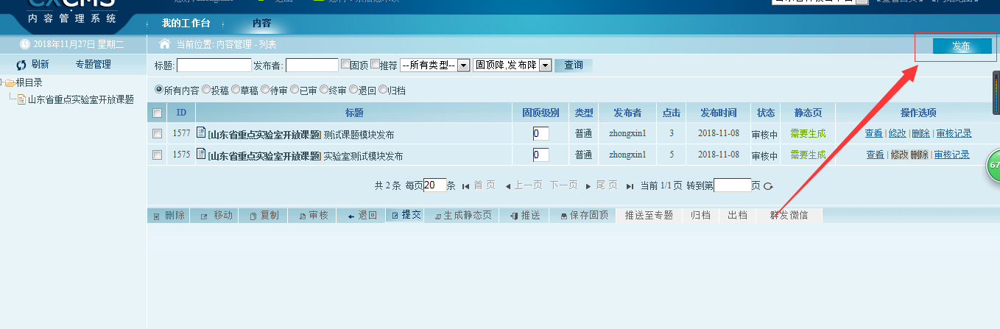 CXCMS
内容管理系统
我的工作台 内容
2018年11月27日 星期二
当前位置: 内容管理 - 列表
发布
刷新 专题管理
标题: 发布者: 固顶 推荐 --所有类型-- 固顶降,发布降 查询
根目录
山东省重点实验室开放课题
所有内容 投稿 草稿 待审 已审 终审 退回 归档
ID 标题 固顶级别 类型 发布者 点击 发布时间 状态 静态页 操作选项
1577 [山东省重点实验室开放课题] 测试课题模块发布 0 普通 zhongxin1 3 2018-11-08 审核中 需要生成 查看 | 修改 | 删除 | 审核记录
1575 [山东省重点实验室开放课题] 实验室测试模块发布 0 普通 zhongxin1 5 2018-11-08 审核中 需要生成 查看 | 修改 删除 | 审核记录
共 2 条 每页20条 首 页 上一页 下一页 尾 页 当前 1/1 页 转到第 页
删除 移动 复制 审核 退回 提交 生成静态页 推送 保存固顶 推送至专题 归档 出档 群发微信
67